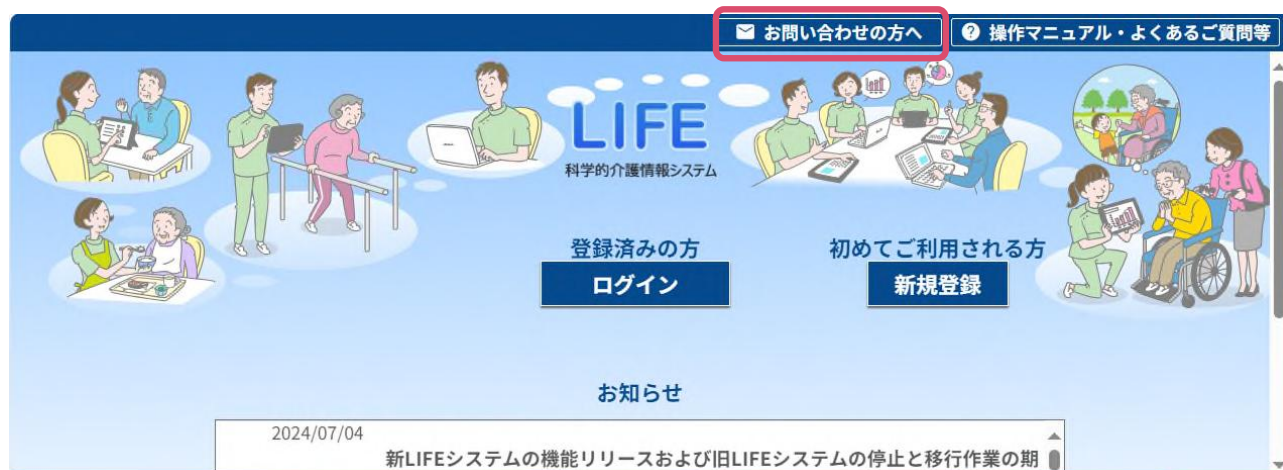 お問い合わせの方へ
操作マニュアル・よくあるご質問等
LIFE
科学的介護情報システム
登録済みの方
初めてご利用される方
ログイン
新規登録
お知らせ
2024/07/04
新LIFEシステムの機能リリースおよび旧LIFEシステムの停止と移行作業の期